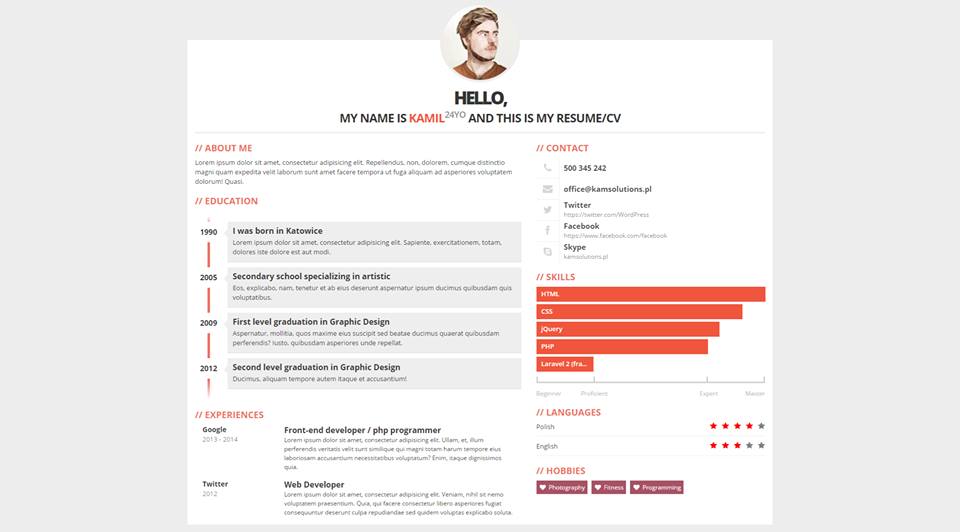 HELLO,
MY NAME IS KAMIL24YO AND THIS IS MY RESUME/CV
// ABOUT ME
Lorem ipsum dolor sit amet, consectetur adipisicing elit. Repellendus, non, dolorem, cumque distinctio
magni quam expedita vitae laborum sunt amet facere tempora ut fuga aliquam ad asperiores voluptatem
dolorum! Quasi.
// EDUCATION
1990
I was born in Katowice
Lorem ipsum dolor sit amet, consectetur adipisicing elit. Sapiente, exercitationem, totam,
dolores iste dolore est aut modi.
2005
Secondary school specializing in artistic
Eos, explicabo, nam, tenetur et ab eius deserunt aspernatur ipsum ducimus quibusdam quis
voluptatibus.
2009
First level graduation in Graphic Design
Aspernatur, mollitia, quos maxime eius suscipit sed beatae ducimus quaerat quibusdam
perferendis? Iusto, quibusdam asperiores unde repellat.
2012
Second level graduation in Graphic Design
Ducimus, aliquam tempore autem itaque et accusantium!
// EXPERIENCES
Google
2013 - 2014
Front-end developer / php programmer
Lorem ipsum dolor sit amet, consectetur adipisicing elit. Ullam, et, illum
perferendis veritatis velit sunt similique qui magni totam harum tempore eius
laboriosam accusantium necessitatibus voluptatum? Enim, itaque dignissimos
quia.
Twitter
2012
Web Developer
Lorem ipsum dolor sit amet, consectetur adipisicing elit. Veniam, nihil sit nemo
voluptatem praesentium. Quia, qui facere consectetur libero asperiores
consequuntur deserunt culpa repudiandae sed quidem voluptas explicabo soluta.
// CONTACT
500 345 242
office@kamsolutions.pl
Twitter
https://twitter.com/WordPress
Facebook
https://www.facebook.com/facebook
Skype
kamsolutions.pl
// SKILLS
HTML
CSS
jQuery
PHP
Laravel 2 (fra...
Beginner Proficient Expert Master
// LANGUAGES
Polish
English
// HOBBIES
Photography Fitness Programming